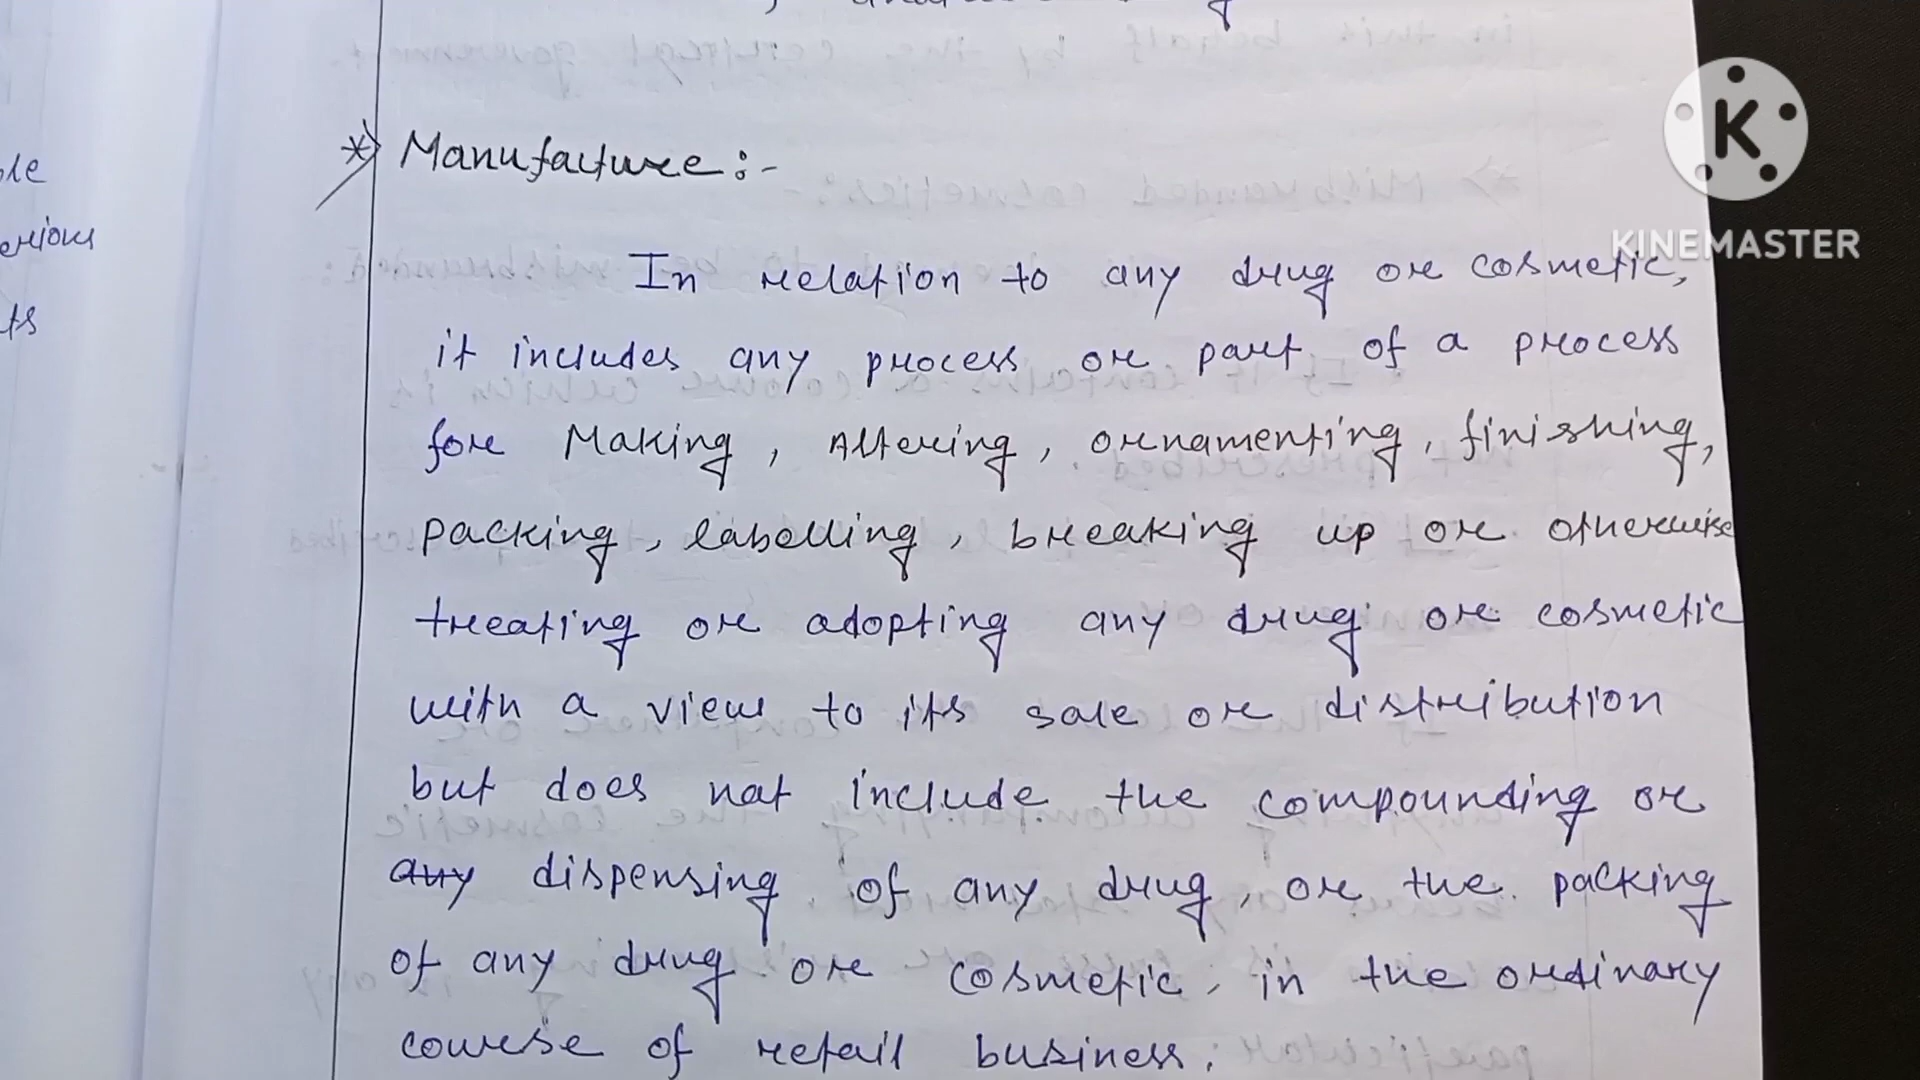 * Manufacture:-
In relation to any drug or cosmetic,
it includes any process or part of a process
for Making, Altering, ornamenting, finishing,
packing, labelling, breaking up or otherwise
treating or adopting any drug or cosmetic
with a view to its sale or distribution
but does not include the compounding or
any dispensing of any drug, or the packing
of any drug or cosmetic, in the ordinary
course of retail business;
K
KINEMASTER